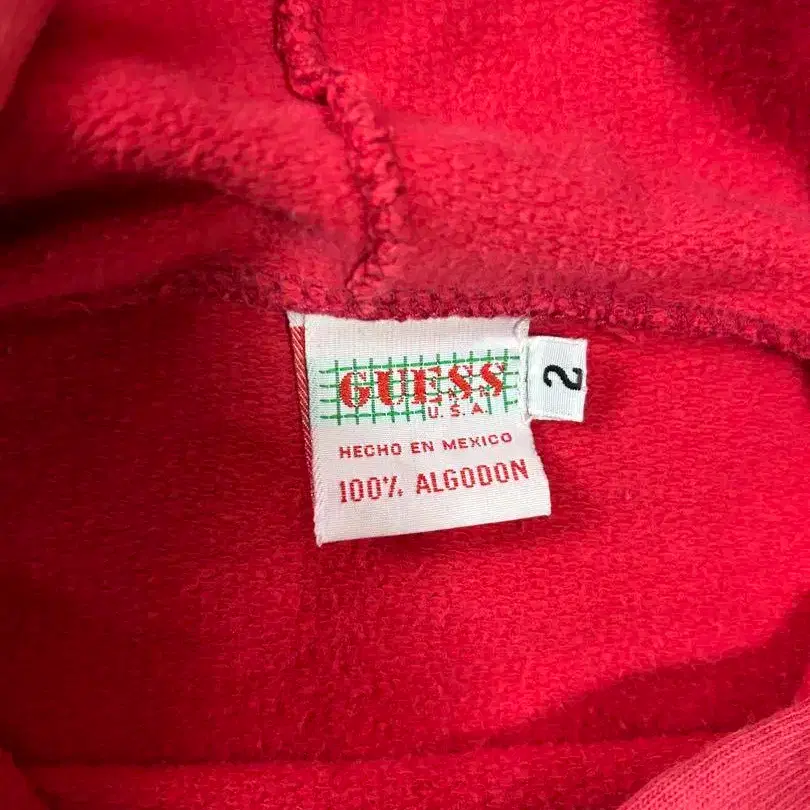 GUESS
U.S.A.
HECHO EN MEXICO
100% ALGODON
2